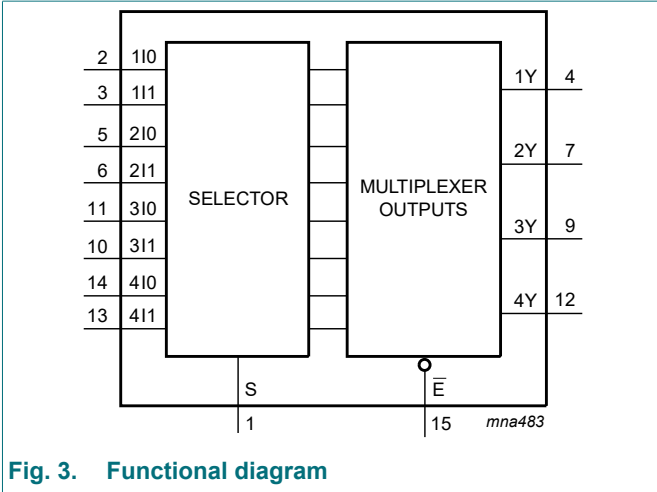 2 1I0
3 1I1
5 2I0
6 2I1
11 3I0
10 3I1
14 4I0
13 4I1
SELECTOR
MULTIPLEXER
OUTPUTS
1Y 4
2Y 7
3Y 9
4Y 12
S
E̅
1
15
mna483
Fig. 3. Functional diagram